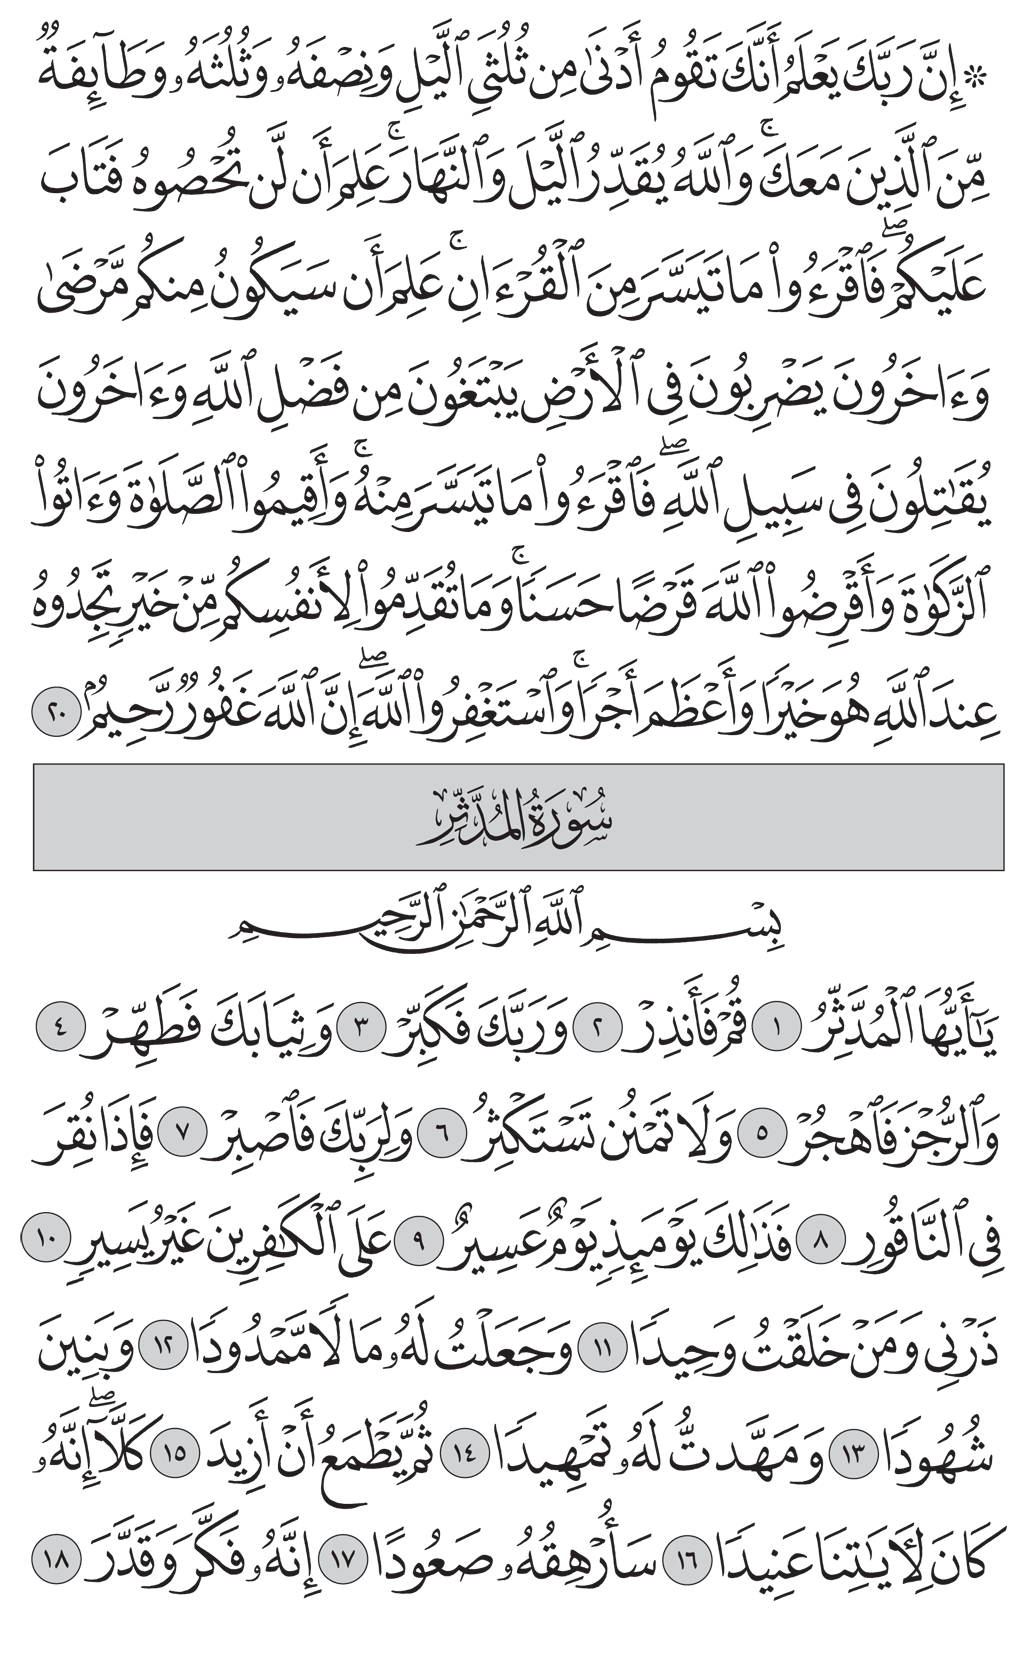 ۞ إِنَّ رَبَّكَ يَعْلَمُ أَنَّكَ تَقُومُ أَدْنَىٰ مِن ثُلُثَيِ ٱلَّيْلِ وَنِصْفَهُۥ وَثُلُثَهُۥ وَطَآئِفَةٌ
مِّنَ ٱلَّذِينَ مَعَكَۚ وَٱللَّهُ يُقَدِّرُ ٱلَّيْلَ وَٱلنَّهَارَۚ عَلِمَ أَن لَّن تُحْصُوهُ فَتَابَ
عَلَيْكُمْۖ فَٱقْرَءُوا۟ مَا تَيَسَّرَ مِنَ ٱلْقُرْءَانِۚ عَلِمَ أَن سَيَكُونُ مِنكُم مَّرْضَىٰ
وَءَاخَرُونَ يَضْرِبُونَ فِى ٱلْأَرْضِ يَبْتَغُونَ مِن فَضْلِ ٱللَّهِ وَءَاخَرُونَ
يُقَـٰتِلُونَ فِى سَبِيلِ ٱللَّهِۖ فَٱقْرَءُوا۟ مَا تَيَسَّرَ مِنْهُۚ وَأَقِيمُوا۟ ٱلصَّلَوٰةَ وَءَاتُوا۟
ٱلزَّكَوٰةَ وَأَقْرِضُوا۟ ٱللَّهَ قَرْضًا حَسَنًاۚ وَمَا تُقَدِّمُوا۟ لِأَنفُسِكُم مِّنْ خَيْرٍ تَجِدُوهُ
عِندَ ٱللَّهِ هُوَ خَيْرًا وَأَعْظَمَ أَجْرًاۚ وَٱسْتَغْفِرُوا۟ ٱللَّهَۖ إِنَّ ٱللَّهَ غَفُورٌ رَّحِيمٌۢ ٢٠
سُورَةُ المُدَّثِّرِ
بِسْمِ ٱللَّهِ ٱلرَّحْمَـٰنِ ٱلرَّحِيمِ
يَـٰٓأَيُّهَا ٱلْمُدَّثِّرُ ١ قُمْ فَأَنذِرْ ٢ وَرَبَّكَ فَكَبِّرْ ٣ وَثِيَابَكَ فَطَهِّرْ ٤
وَٱلرُّجْزَ فَٱهْجُرْ ٥ وَلَا تَمْنُن تَسْتَكْثِرُ ٦ وَلِرَبِّكَ فَٱصْبِرْ ٧ فَإِذَا نُقِرَ
فِى ٱلنَّاقُورِ ٨ فَذَٰلِكَ يَوْمَئِذٍ يَوْمٌ عَسِيرٌ ٩ عَلَى ٱلْكَـٰفِرِينَ غَيْرُ يَسِيرٍ ١٠
ذَرْنِى وَمَنْ خَلَقْتُ وَحِيدًا ١١ وَجَعَلْتُ لَهُۥ مَالًا مَّمْدُودًا ١٢ وَبَنِينَ
شُهُودًا ١٣ وَمَهَّدتُّ لَهُۥ تَمْهِيدًا ١٤ ثُمَّ يَطْمَعُ أَنْ أَزِيدَ ١٥ كَلَّآۖ إِنَّهُۥ
كَانَ لِـَٔايَـٰتِنَا عَنِيدًا ١٦ سَأُرْهِقُهُۥ صَعُودًا ١٧ إِنَّهُۥ فَكَّرَ وَقَدَّرَ ١٨